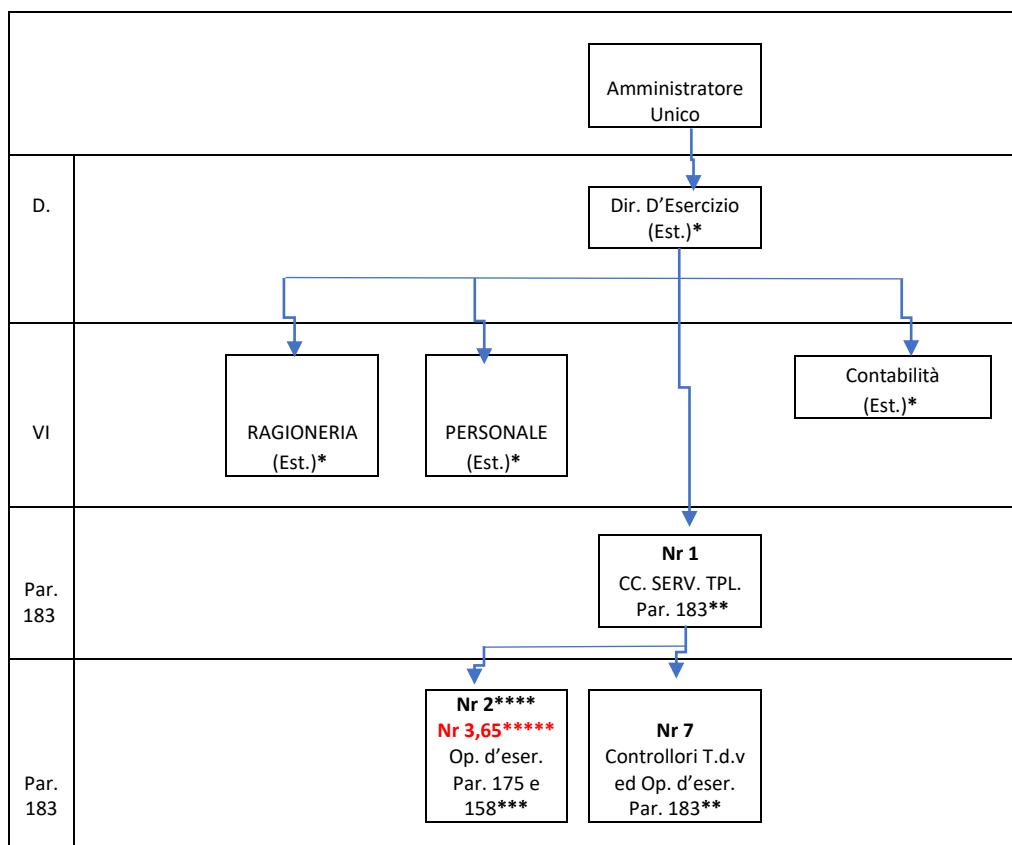 Amministratore
Unico
D.
Dir. D'Esercizio
(Est.)*
VI
RAGIONERIA
(Est.)*
PERSONALE
(Est.)*
Contabilità
(Est.)*
Par.
183
Nr 1
CC. SERV. TPL.
Par. 183**
Par.
183
Nr 2****
Nr 3,65*****
Op. d'eser.
Par. 175 e
158***
Nr 7
Controllori T.d.v
ed Op. d'eser.
Par. 183**